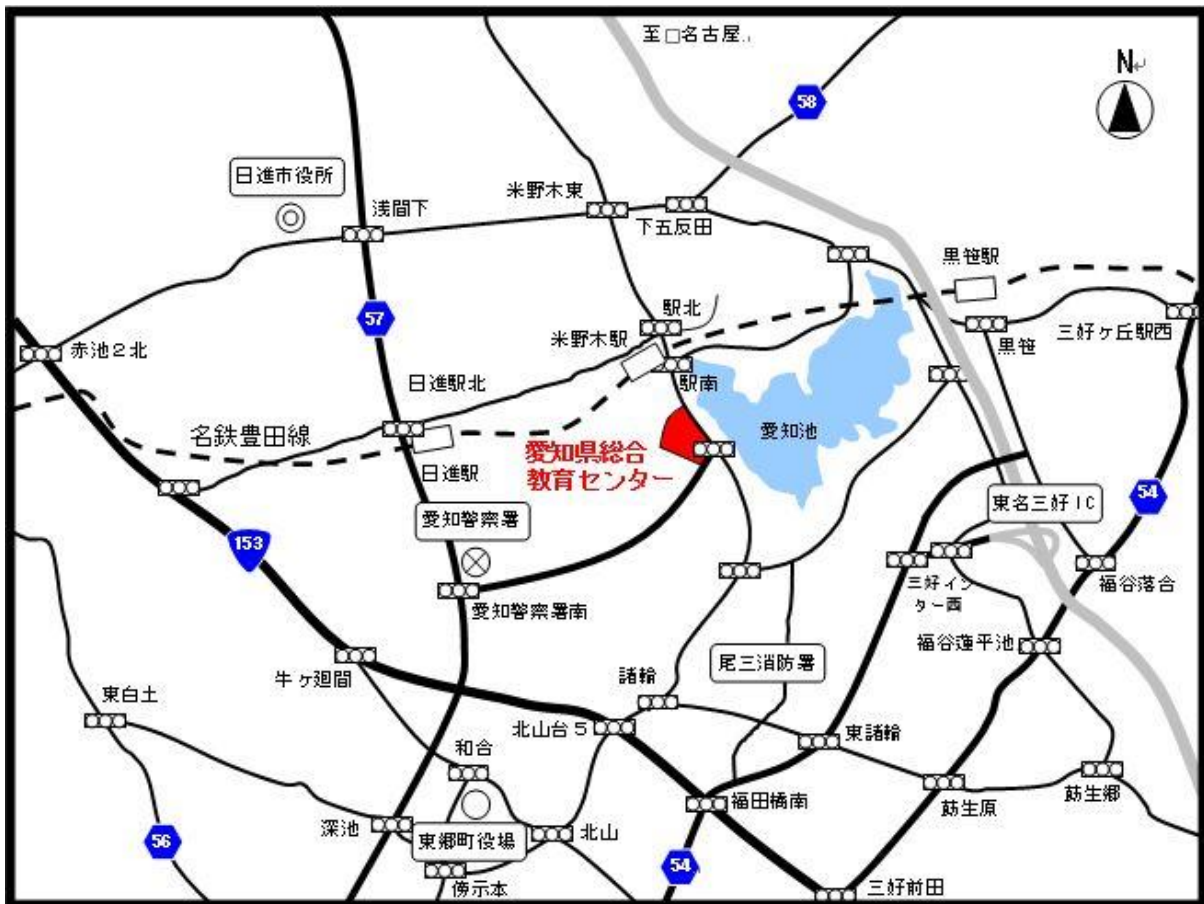 至□名古屋
N
58
日進市役所
米野木東
浅間下
下五反田
黒笹駅
駅北
57
米野木駅
三好ヶ丘駅西
黒笹
赤池２北
駅南
日進駅北
愛知池
名鉄豊田線
愛知県総合
教育センター
日進駅
54
東名三好IC
愛知警察署
153
三好イン
ター西
福谷落合
愛知警察署南
福谷蓮平池
尾三消防署
牛ヶ廻間
諸輪
東白土
北山台５
東諸輪
和合
福田橋南
莇生原
莇生郷
深池
北山
56
東郷町役場
54
傍示本
三好前田